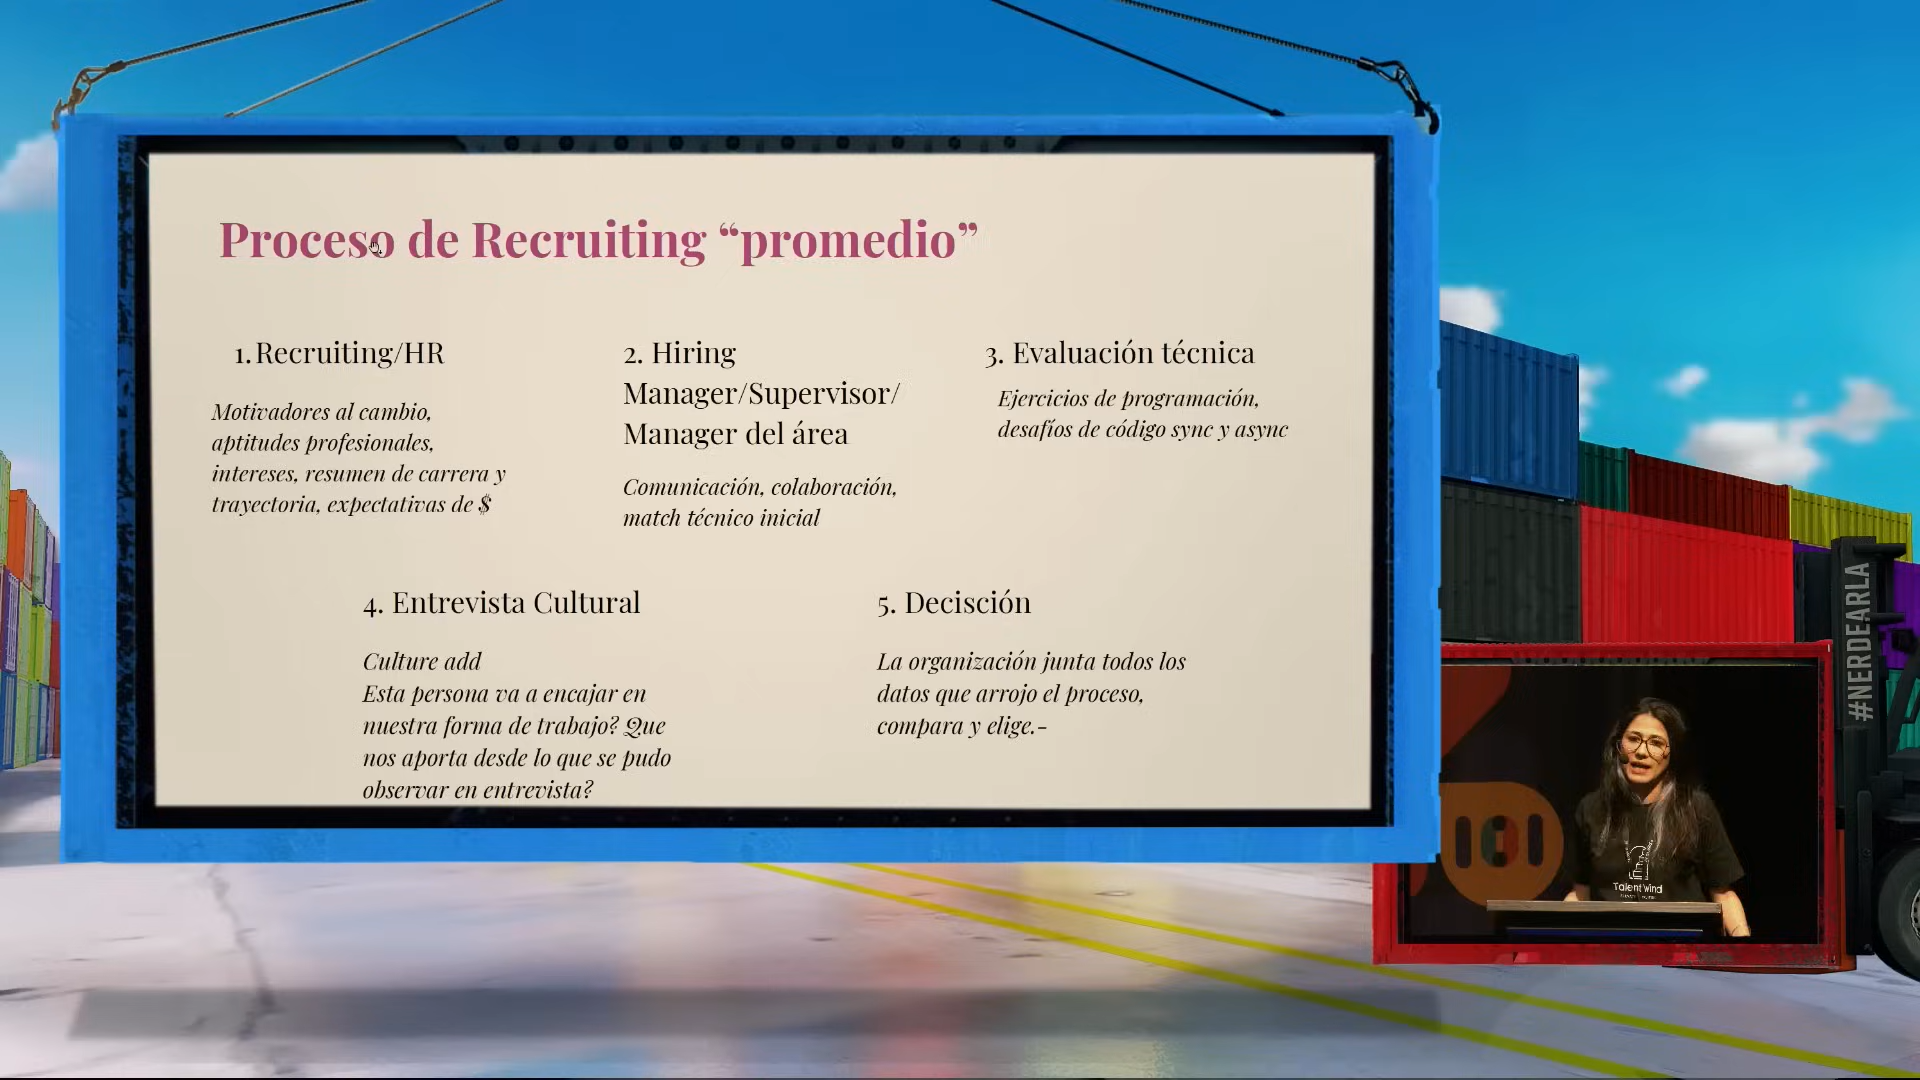 Proceso de Recruiting “promedio”
1. Recruiting/HR
Motivadores al cambio,
aptitudes profesionales,
intereses, resumen de carrera y
trayectoria, expectativas de $
2. Hiring
Manager/Supervisor/
Manager del área
Comunicación, colaboración,
match técnico inicial
3. Evaluación técnica
Ejercicios de programación,
desafíos de código sync y async
4. Entrevista Cultural
Culture add
Esta persona va a encajar en
nuestra forma de trabajo? Que
nos aporta desde lo que se pudo
observar en entrevista?
5. Decisción
La organización junta todos los
datos que arrojo el proceso,
compara y elige.-
#NERDEARLA
Talent Wind